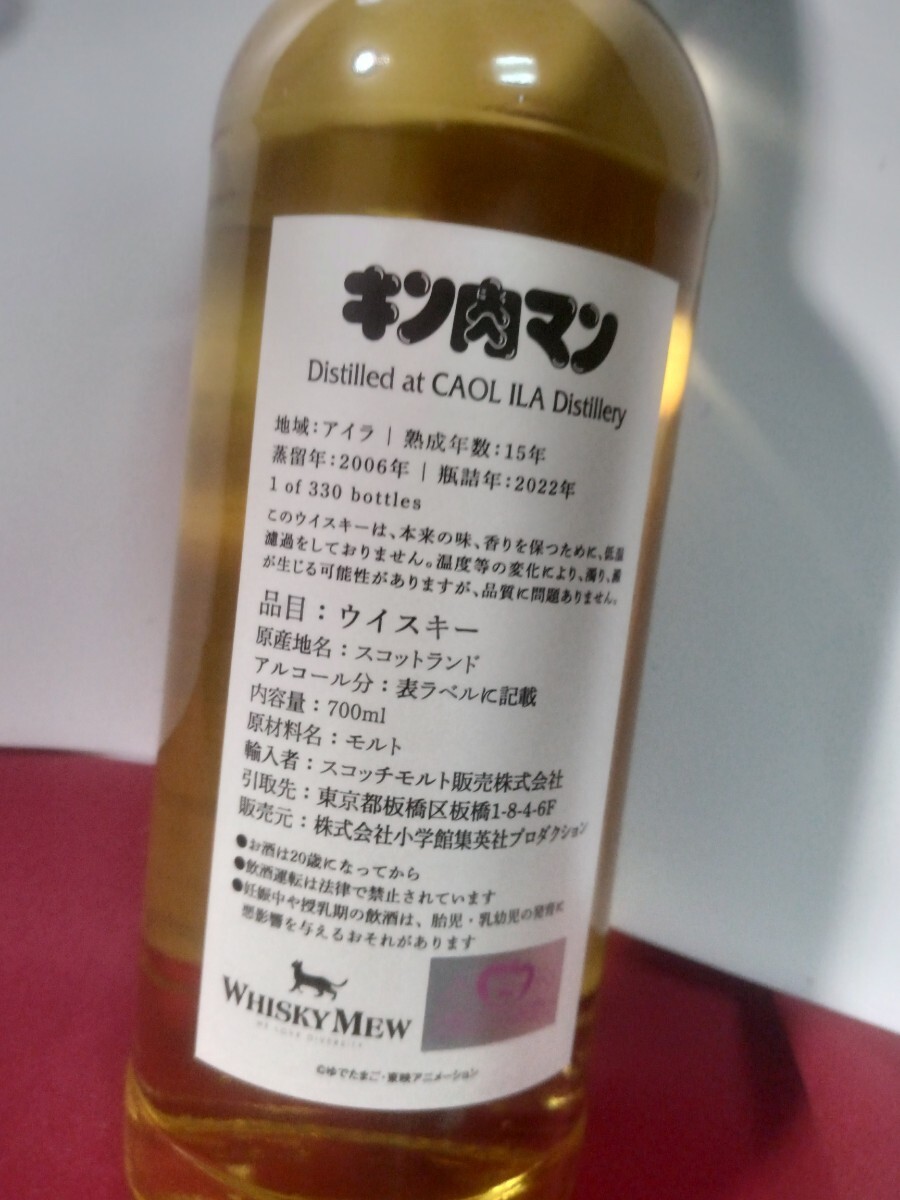 キン肉マン
Distilled at CAOL ILA Distillery
地域：アイラ | 熟成年数：15年
蒸留年：2006年 | 瓶詰年：2022年
1 of 330 bottles
このウイスキーは、本来の味、香りを保つために、低温
濾過をしておりません。温度等の変化により、濁り、澱
が生じる可能性がありますが、品質に問題ありません。
品目：ウイスキー
原産地名：スコットランド
アルコール分：表ラベルに記載
内容量：700ml
原材料名：モルト
輸入者：スコッチモルト販売株式会社
引取先：東京都板橋区板橋1-8-4-6F
販売元：株式会社小学館集英社プロダクション
●お酒は20歳になってから
●飲酒運転は法律で禁止されています
●妊娠中や授乳期の飲酒は、胎児・乳幼児の発育に
悪影響を与えるおそれがあります
WHISKY MEW
WE LOVE DIVERSITY
©ゆでたまご・東映アニメーション